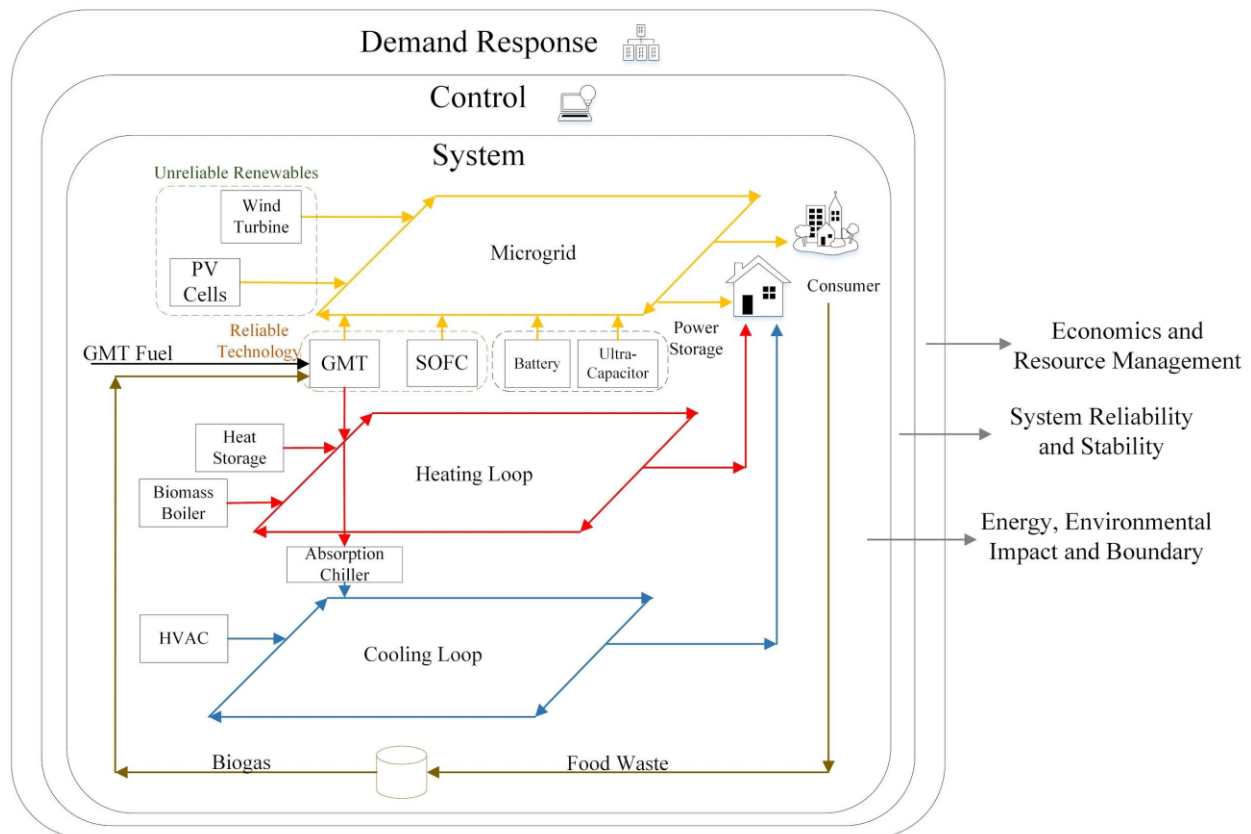 Demand Response
Control
System
Unreliable Renewables
Wind
Turbine
PV
Cells
Microgrid
Consumer
Reliable
Technology
GMT Fuel
GMT
SOFC
Battery
Ultra-
Capacitor
Power
Storage
Heat
Storage
Biomass
Boiler
Heating Loop
Absorption
Chiller
HVAC
Cooling Loop
Biogas
Food Waste
Economics and
Resource Management
System Reliability
and Stability
Energy, Environmental
Impact and Boundary